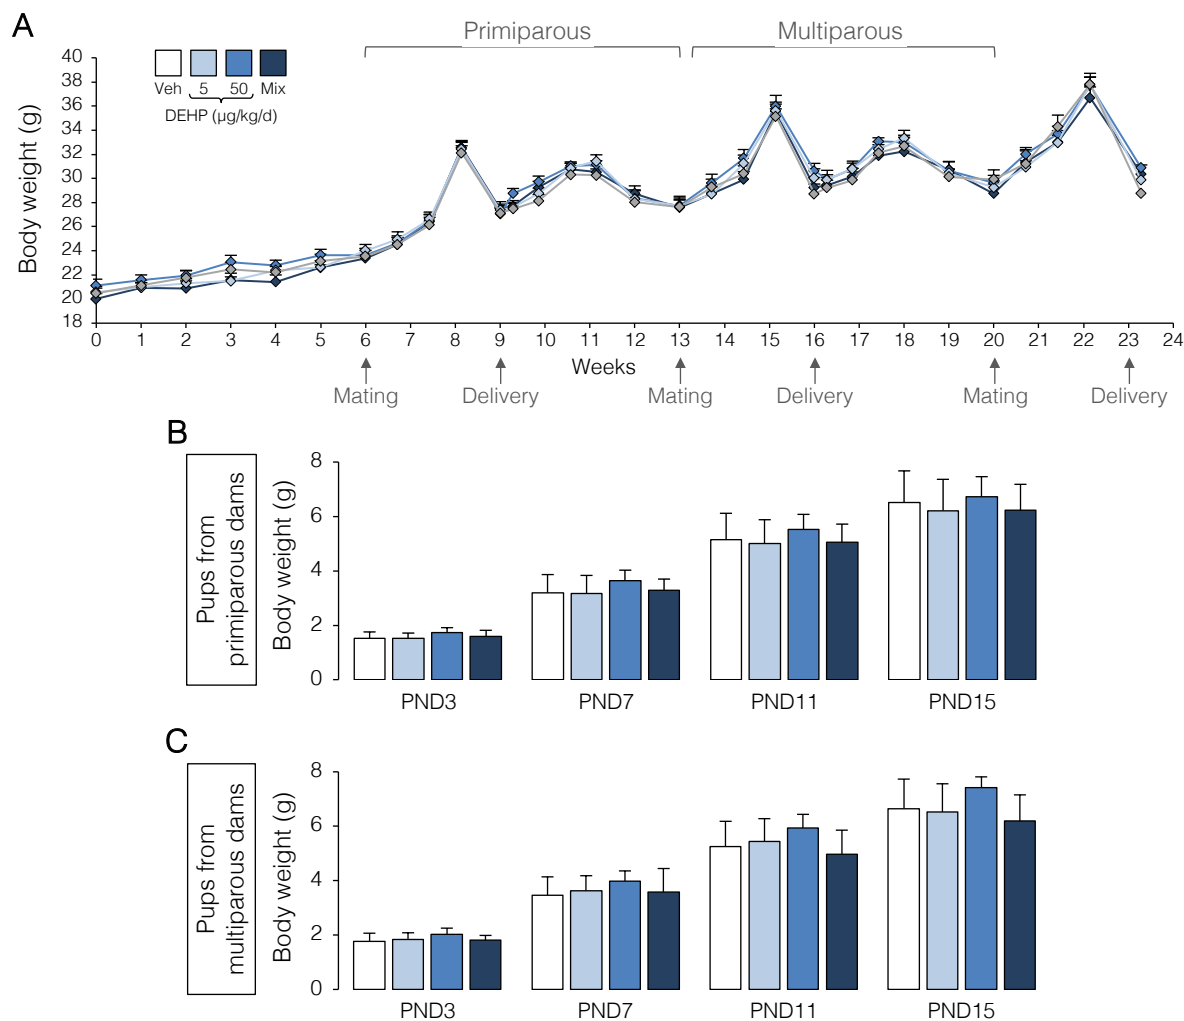 A
Primiparous
Multiparous
Body weight (g)
40
38
36
34
32
30
28
26
24
22
20
18
Veh 5 50 Mix
DEHP (µg/kg/d)
0 1 2 3 4 5 6 7 8 9 10 11 12 13 14 15 16 17 18 19 20 21 22 23 24
Weeks
Mating Delivery Mating Delivery Mating Delivery
B
Pups from
primiparous dams
Body weight (g)
8
6
4
2
0
PND3 PND7 PND11 PND15
C
Pups from
multiparous dams
Body weight (g)
8
6
4
2
0
PND3 PND7 PND11 PND15